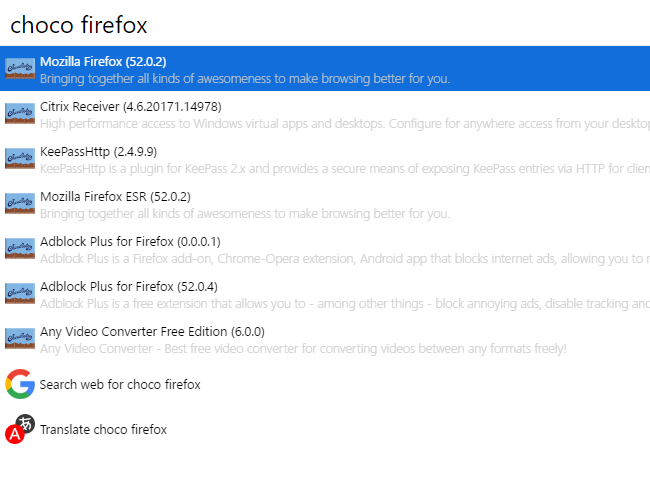 choco firefox
Mozilla Firefox (52.0.2)
Bringing together all kinds of awesomeness to make browsing better for you.
Citrix Receiver (4.6.20171.14978)
High performance access to Windows virtual apps and desktops. Configure for anywhere access from your deskto
KeePassHttp (2.4.9.9)
KeePassHttp is a plugin for KeePass 2.x and provides a secure means of exposing KeePass entries via HTTP for clien
Mozilla Firefox ESR (52.0.2)
Bringing together all kinds of awesomeness to make browsing better for you.
Adblock Plus for Firefox (0.0.0.1)
Adblock Plus is a Firefox add-on, Chrome-Opera extension, Android app that blocks internet ads, allowing you to
Adblock Plus for Firefox (52.0.4)
Adblock Plus is a free extension that allows you to - among other things - block annoying ads, disable tracking and
Any Video Converter Free Edition (6.0.0)
Any Video Converter - Best free video converter for converting videos between any formats freely!
Search web for choco firefox
あ
A
Translate choco firefox